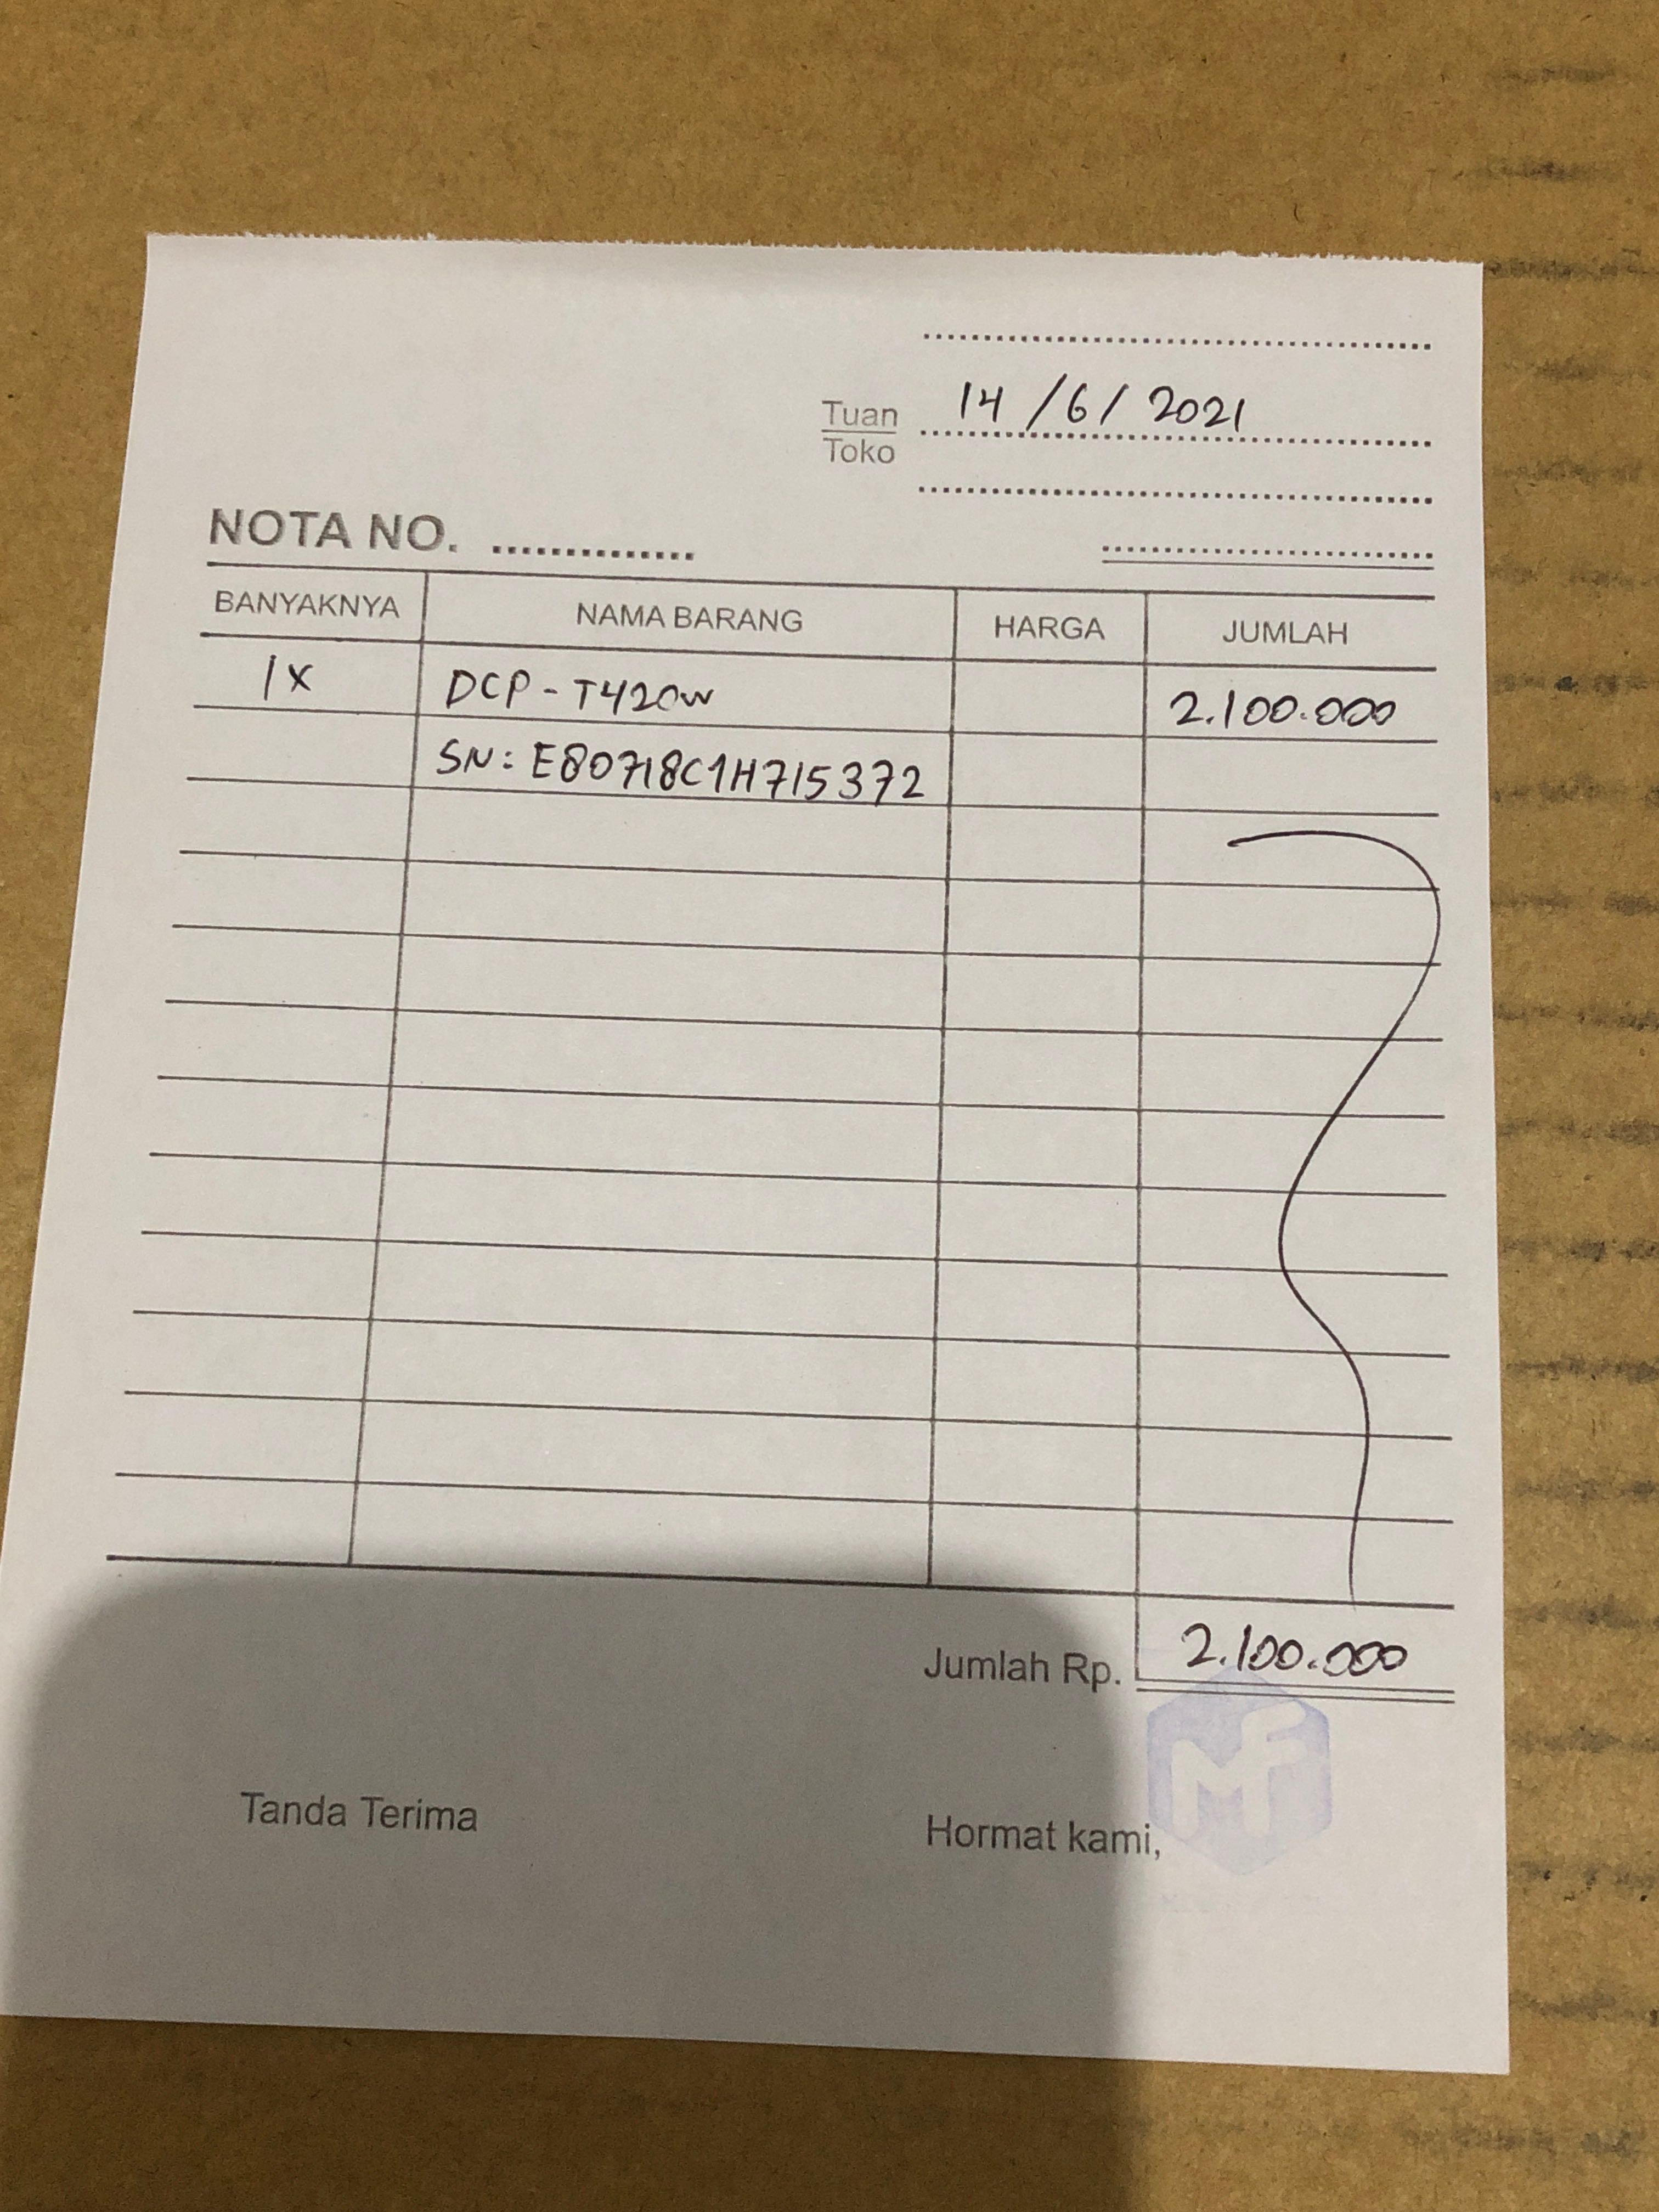 14/6/2021
Tuan
Toko
NOTA NO.
BANYAKNYA NAMA BARANG HARGA JUMLAH
1x DCP-T420W 2.100.000
SN: E80718C1H715372
Jumlah Rp. 2.100.000
MF
Tanda Terima Hormat kami,